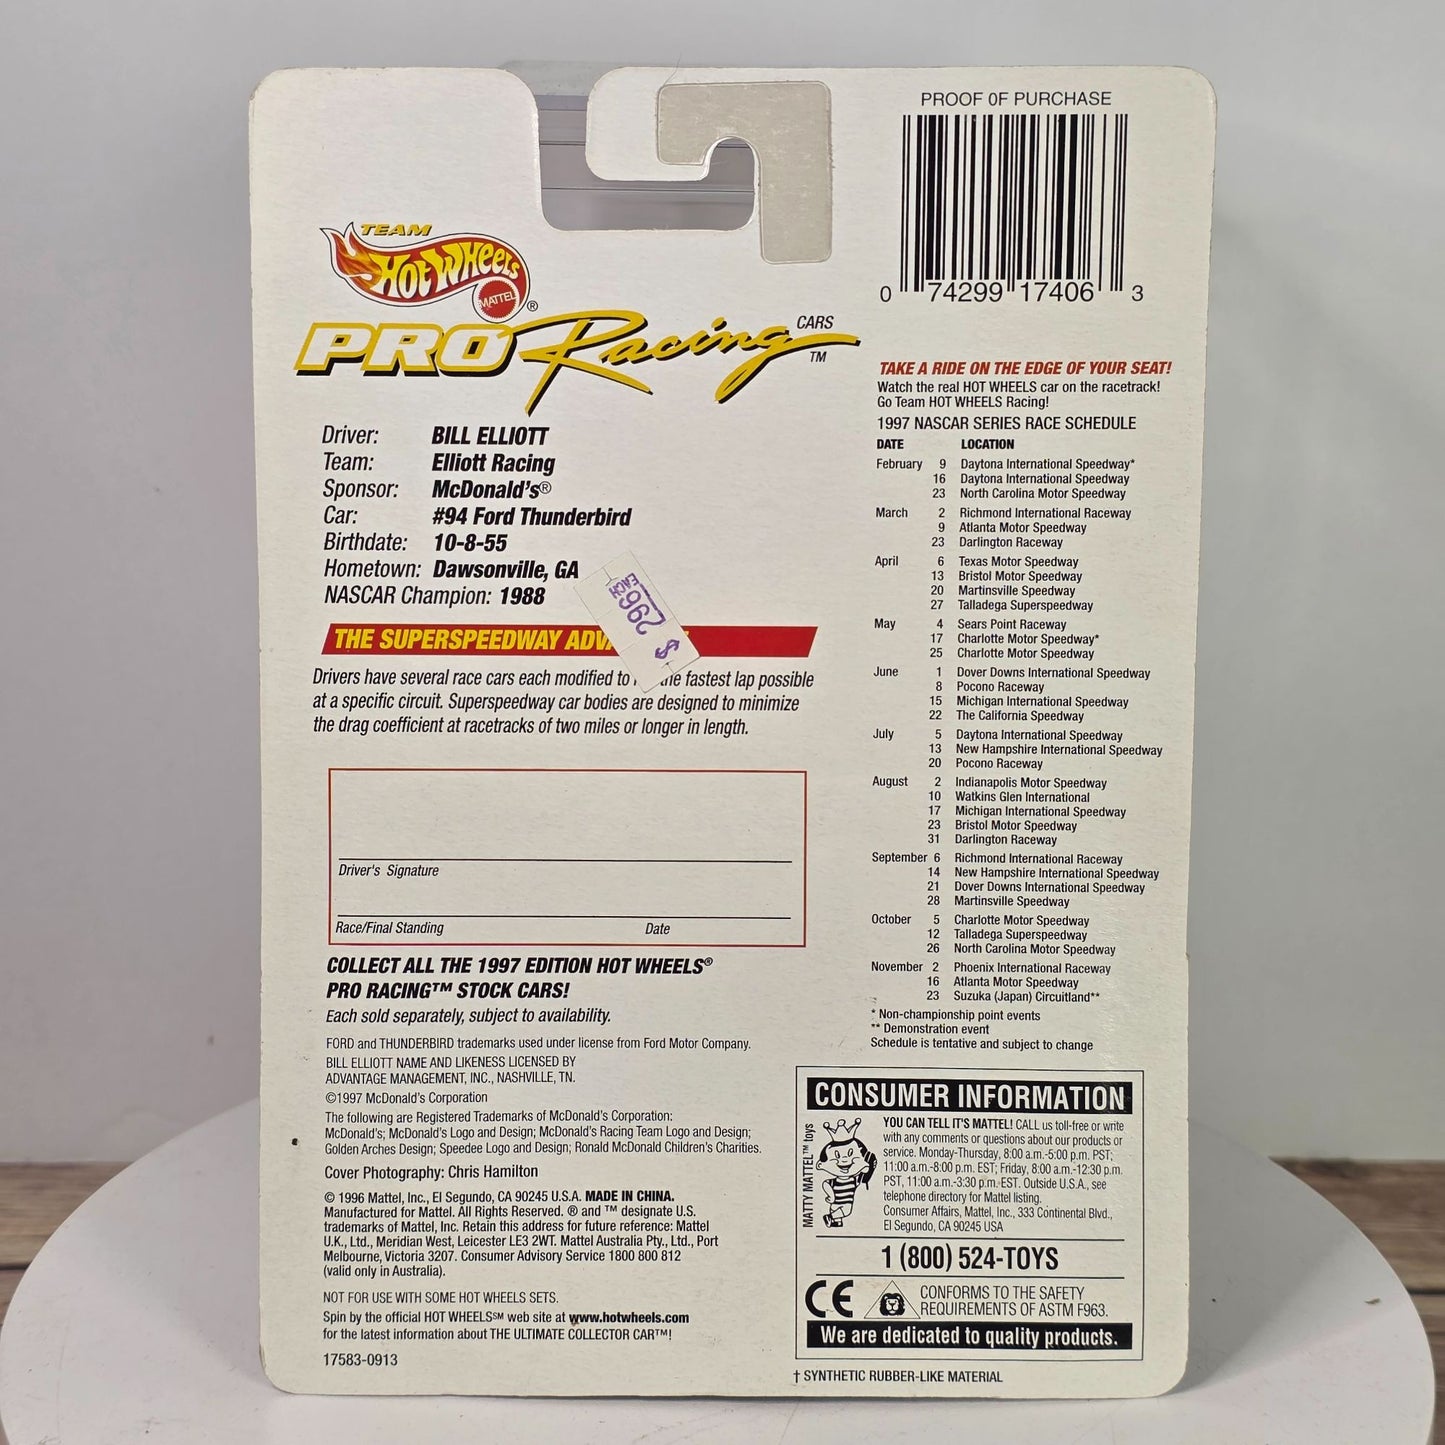 PROOF OF PURCHASE
0 74299 17406 3
TEAM
HOT WHEELS
MATTEL ®
PRO Racing CARS ™
Driver: BILL ELLIOTT
Team: Elliott Racing
Sponsor: McDonald's®
Car: #94 Ford Thunderbird
Birthdate: 10-8-55
Hometown: Dawsonville, GA
NASCAR Champion: 1988
$2.96 EACH
THE SUPERSPEEDWAY
Drivers have several race cars each modified to the fastest lap possible
at a specific circuit. Superspeedway car bodies are designed to minimize
the drag coefficient at racetracks of two miles or longer in length.
Driver's Signature
Race/Final Standing Date
COLLECT ALL THE 1997 EDITION HOT WHEELS®
PRO RACING™ STOCK CARS!
Each sold separately, subject to availability.
FORD and THUNDERBIRD trademarks used under license from Ford Motor Company.
BILL ELLIOTT NAME AND LIKENESS LICENSED BY
ADVANTAGE MANAGEMENT, INC., NASHVILLE, TN.
©1997 McDonald's Corporation
The following are Registered Trademarks of McDonald's Corporation:
McDonald's; McDonald's Logo and Design; McDonald's Racing Team Logo and Design;
Golden Arches Design; Speedee Logo and Design; Ronald McDonald Children's Charities.
Cover Photography: Chris Hamilton
© 1996 Mattel, Inc., El Segundo, CA 90245 U.S.A. MADE IN CHINA.
Manufactured for Mattel. All Rights Reserved. ® and ™ designate U.S.
trademarks of Mattel, Inc. Retain this address for future reference: Mattel
U.K., Ltd., Meridian West, Leicester LE3 2WT. Mattel Australia Pty., Ltd., Port
Melbourne, Victoria 3207. Consumer Advisory Service 1800 800 812
(valid only in Australia).
NOT FOR USE WITH SOME HOT WHEELS SETS.
Spin by the official HOT WHEELS℠ web site at www.hotwheels.com
for the latest information about THE ULTIMATE COLLECTOR CAR™!
17583-0913
TAKE A RIDE ON THE EDGE OF YOUR SEAT!
Watch the real HOT WHEELS car on the racetrack!
Go Team HOT WHEELS Racing!
1997 NASCAR SERIES RACE SCHEDULE
DATE LOCATION
February 9 Daytona International Speedway*
16 Daytona International Speedway
23 North Carolina Motor Speedway
March 2 Richmond International Raceway
9 Atlanta Motor Speedway
23 Darlington Raceway
April 6 Texas Motor Speedway
13 Bristol Motor Speedway
20 Martinsville Speedway
27 Talladega Superspeedway
May 4 Sears Point Raceway
17 Charlotte Motor Speedway*
25 Charlotte Motor Speedway
June 1 Dover Downs International Speedway
8 Pocono Raceway
15 Michigan International Speedway
22 The California Speedway
July 5 Daytona International Speedway
13 New Hampshire International Speedway
20 Pocono Raceway
August 2 Indianapolis Motor Speedway
10 Watkins Glen International
17 Michigan International Speedway
23 Bristol Motor Speedway
31 Darlington Raceway
September 6 Richmond International Raceway
14 New Hampshire International Speedway
21 Dover Downs International Speedway
28 Martinsville Speedway
October 5 Charlotte Motor Speedway
12 Talladega Superspeedway
26 North Carolina Motor Speedway
November 2 Phoenix International Raceway
16 Atlanta Motor Speedway
23 Suzuka (Japan) Circuitland**
* Non-championship point events
** Demonstration event
Schedule is tentative and subject to change
CONSUMER INFORMATION
MATTY MATTEL™ toys
YOU CAN TELL IT'S MATTEL! CALL us toll-free or write
with any comments or questions about our products or
service. Monday-Thursday, 8:00 a.m.-5:00 p.m. PST;
11:00 a.m.-8:00 p.m. EST; Friday, 8:00 a.m.-12:30 p.m.
PST, 11:00 a.m.-3:30 p.m. EST. Outside U.S.A., see
telephone directory for Mattel listing.
Consumer Affairs, Mattel, Inc., 333 Continental Blvd.,
El Segundo, CA 90245 USA
1 (800) 524-TOYS
CE
CONFORMS TO THE SAFETY
REQUIREMENTS OF ASTM F963.
We are dedicated to quality products.
† SYNTHETIC RUBBER-LIKE MATERIAL